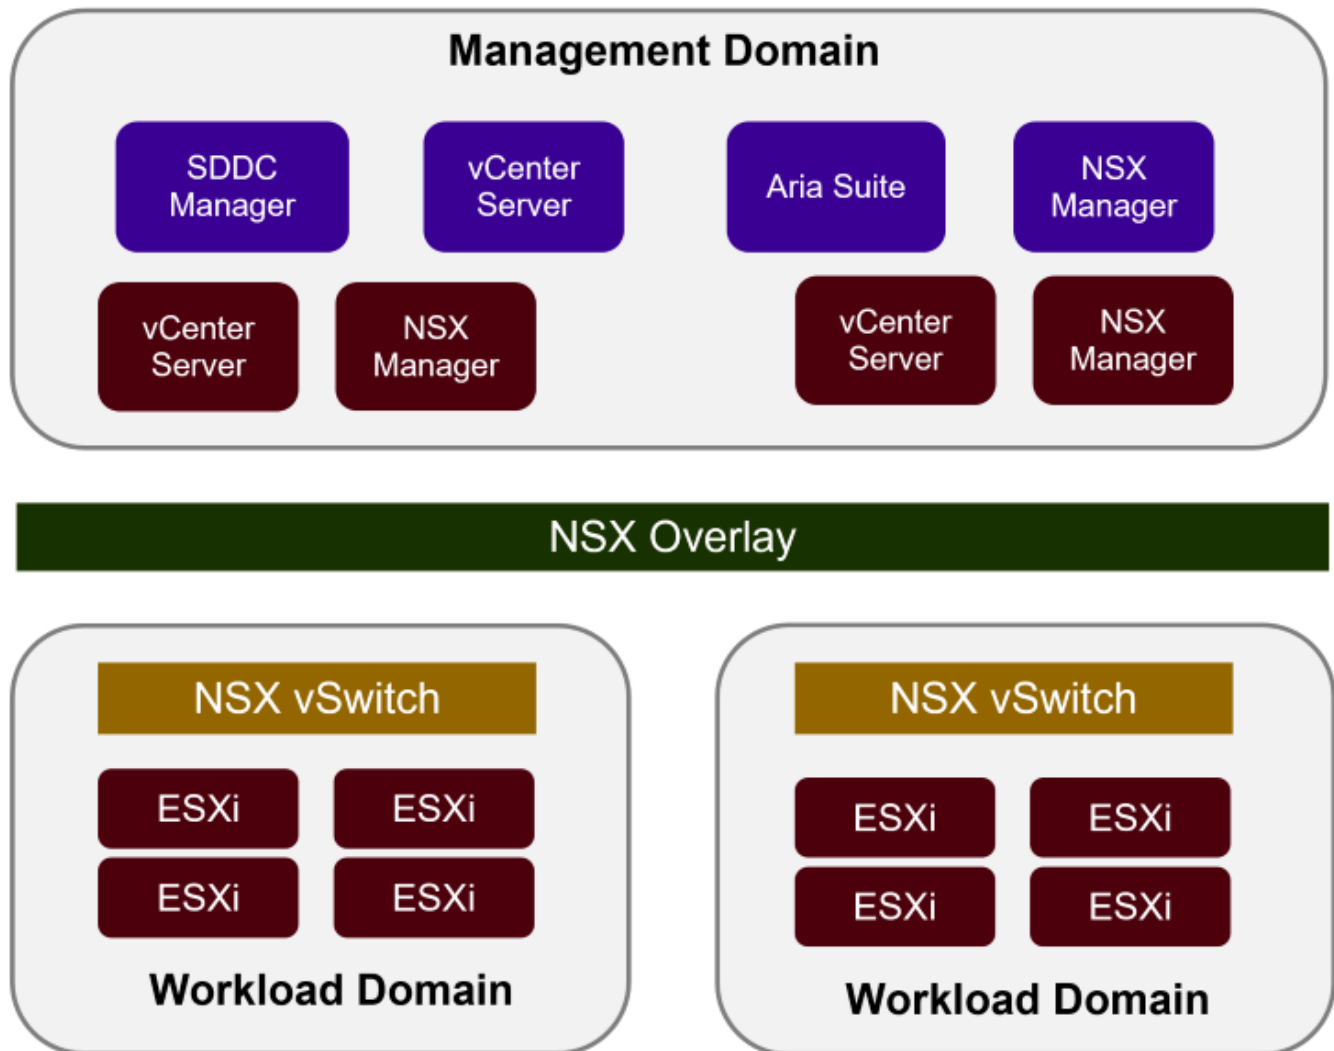 Management Domain
SDDC
Manager
vCenter
Server
Aria Suite
NSX
Manager
vCenter
Server
NSX
Manager
vCenter
Server
NSX
Manager
NSX Overlay
NSX vSwitch
ESXi
ESXi
ESXi
ESXi
Workload Domain
NSX vSwitch
ESXi
ESXi
ESXi
ESXi
Workload Domain